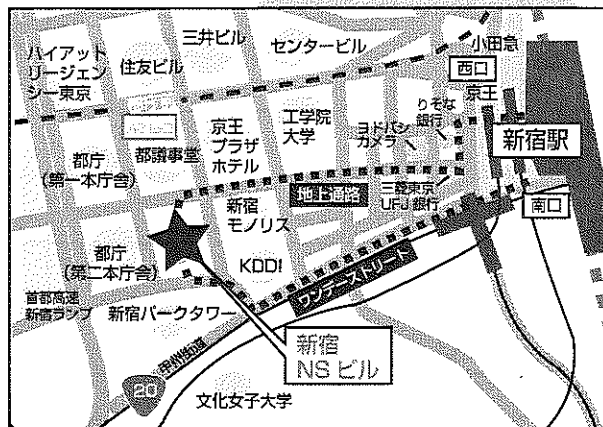 ハイアット
リージェン
シー東京
住友ビル
三井ビル
センタービル
小田急
西口
京王
りそな
銀行
ヨドバシ
カメラ
工学院
大学
京王
プラザ
ホテル
都議事堂
都庁
(第一本庁舎)
新宿駅
地上通路
三菱東京
UFJ銀行
南口
新宿
モノリス
KDDI
都庁
(第二本庁舎)
首都高速
新宿ランプ
新宿パークタワー
ワンデーストリート
甲州街道
20
新宿
NSビル
文化女子大学